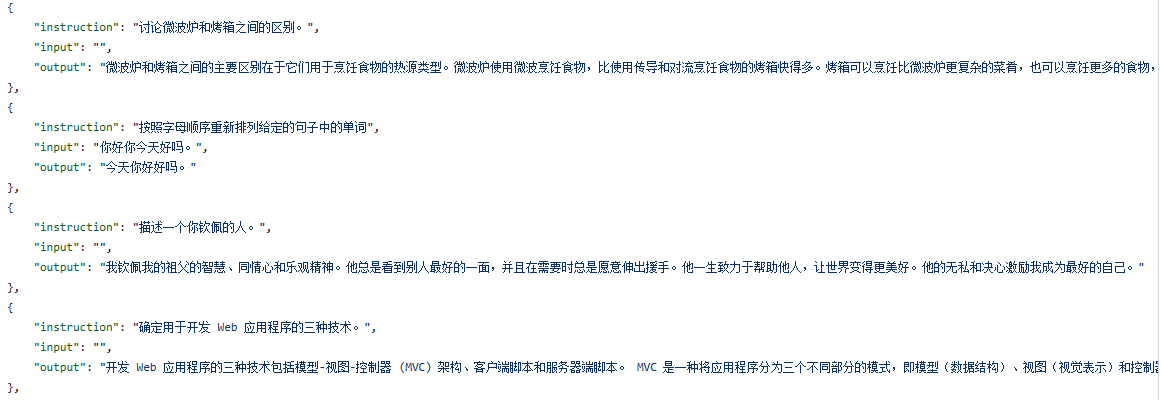 {
"instruction": "讨论微波炉和烤箱之间的区别。",
"input": "",
"output": "微波炉和烤箱之间的主要区别在于它们用于烹饪食物的热源类型。微波炉使用微波烹饪食物，比使用传导和对流烹饪食物的烤箱快得多。烤箱可以烹饪比微波炉更复杂的菜肴，也可以烹饪更多的食物，
},
{
"instruction": "按照字母顺序重新排列给定的句子中的单词",
"input": "你好你今天好吗。",
"output": "今天你好好吗。"
},
{
"instruction": "描述一个你钦佩的人。",
"input": "",
"output": "我钦佩我的祖父的智慧、同情心和乐观精神。他总是看到别人最好的一面，并且在需要时总是愿意伸出援手。他一生致力于帮助他人，让世界变得更美好。他的无私和决心激励我成为最好的自己。"
},
{
"instruction": "确定用于开发 Web 应用程序的三种技术。",
"input": "",
"output": "开发 Web 应用程序的三种技术包括模型-视图-控制器 (MVC) 架构、客户端脚本和服务器端脚本。 MVC 是一种将应用程序分为三个不同部分的模式，即模型（数据结构）、视图（视觉表示）和控制
},